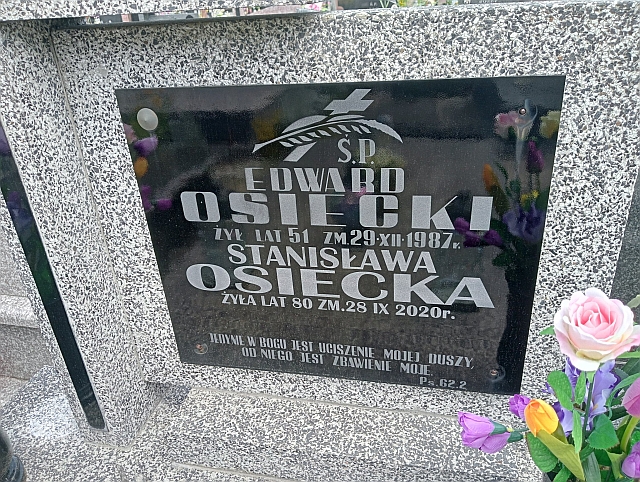 Ś.P.
EDWARD
OSIECKI
ŻYŁ LAT 51 ZM. 29-XII-1987r.
STANISŁAWA
OSIECKA
ŻYŁA LAT 80 ZM. 28 IX 2020r.
JEDYNIE W BOGU JEST UCISZENIE MOJEJ DUSZY,
OD NIEGO JEST ZBAWIENIE MOJE.
Ps. 62.2